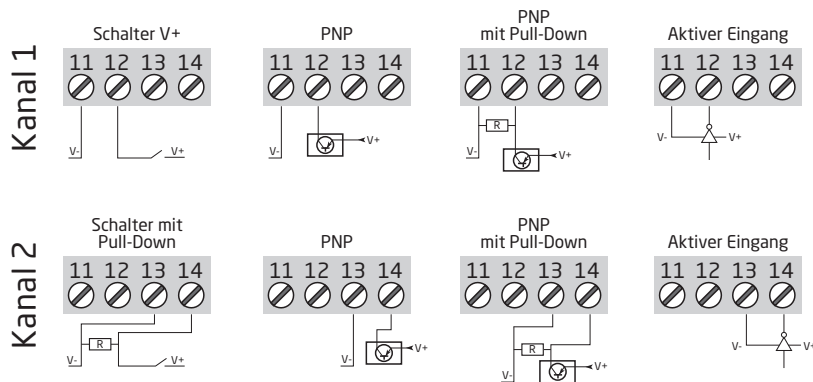 Kanal 1
Schalter V+
11 12 13 14
V-
V+
PNP
11 12 13 14
V-
V+
PNP
mit Pull-Down
11 12 13 14
R
V-
V+
Aktiver Eingang
11 12 13 14
V-
V+
Kanal 2
Schalter mit
Pull-Down
11 12 13 14
R
V-
V+
PNP
11 12 13 14
V-
V+
PNP
mit Pull-Down
11 12 13 14
R
V-
V+
Aktiver Eingang
11 12 13 14
V-
V+